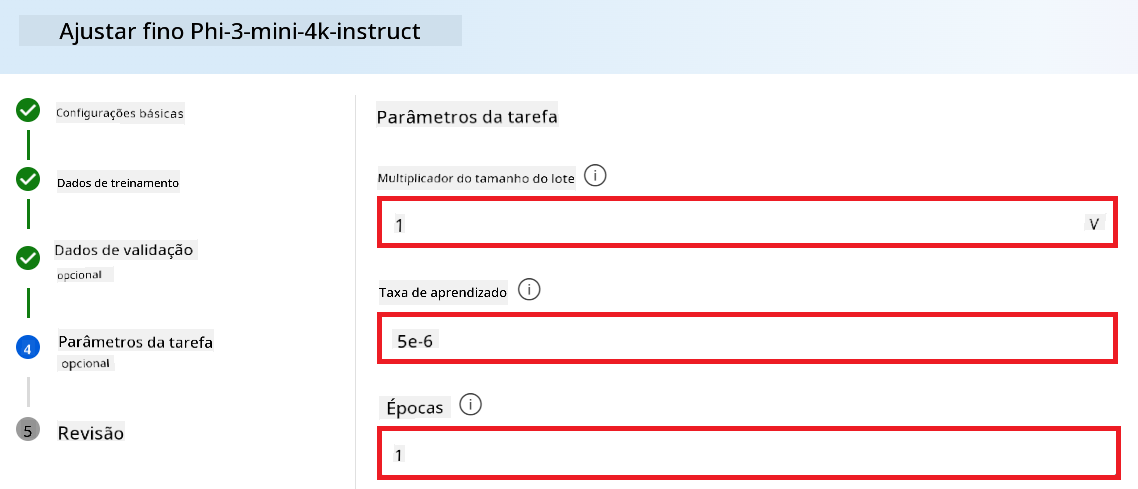 Ajustar fino Phi-3-mini-4k-instruct
Configurações básicas
Dados de treinamento
Dados de validação
opcional
4
Parâmetros da tarefa
opcional
5
Revisão
Parâmetros da tarefa
Multiplicador do tamanho do lote
1
V
Taxa de aprendizado
5e-6
Épocas
1